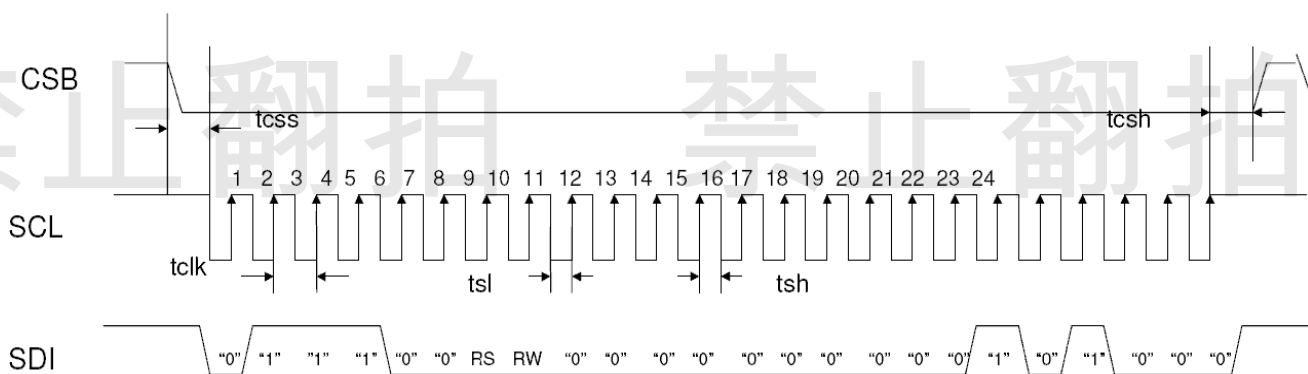 禁止翻拍 禁止翻拍
CSB
tcss tcsh
1 2 3 4 5 6 7 8 9 10 11 12 13 14 15 16 17 18 19 20 21 22 23 24
SCL
tclk tsl tsh
SDI “0” “1” “1” “1” “0” “0” RS RW “0” “0” “0” “0” “0” “0” “0” “0” “0” “0” “1” “0” “1” “0” “0” “0”